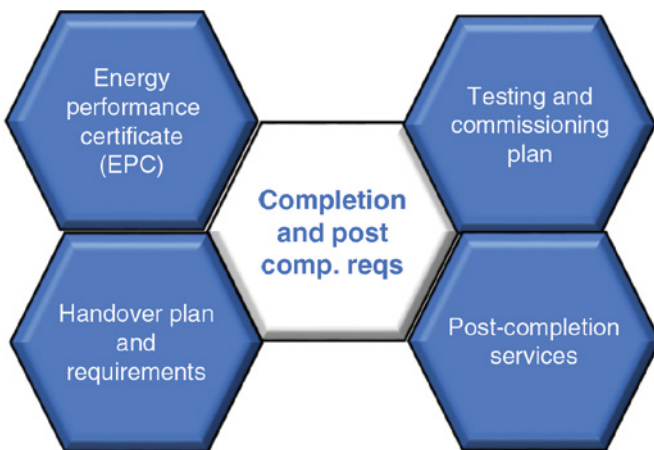 Energy
performance
certificate
(EPC)
Testing and
commissioning
plan
Completion
and post
comp. reqs
Handover plan
and
requirements
Post-completion
services